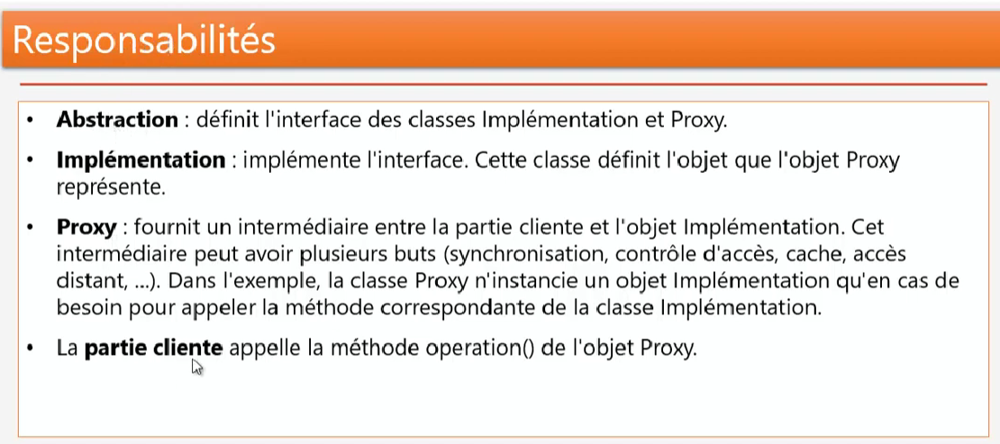 Responsabilités
• Abstraction : définit l'interface des classes Implémentation et Proxy.
• Implémentation : implémente l'interface. Cette classe définit l'objet que l'objet Proxy
représente.
• Proxy : fournit un intermédiaire entre la partie cliente et l'objet Implémentation. Cet
intermédiaire peut avoir plusieurs buts (synchronisation, contrôle d'accès, cache, accès
distant, ...). Dans l'exemple, la classe Proxy n'instancie un objet Implémentation qu'en cas de
besoin pour appeler la méthode correspondante de la classe Implémentation.
• La partie cliente appelle la méthode operation() de l'objet Proxy.